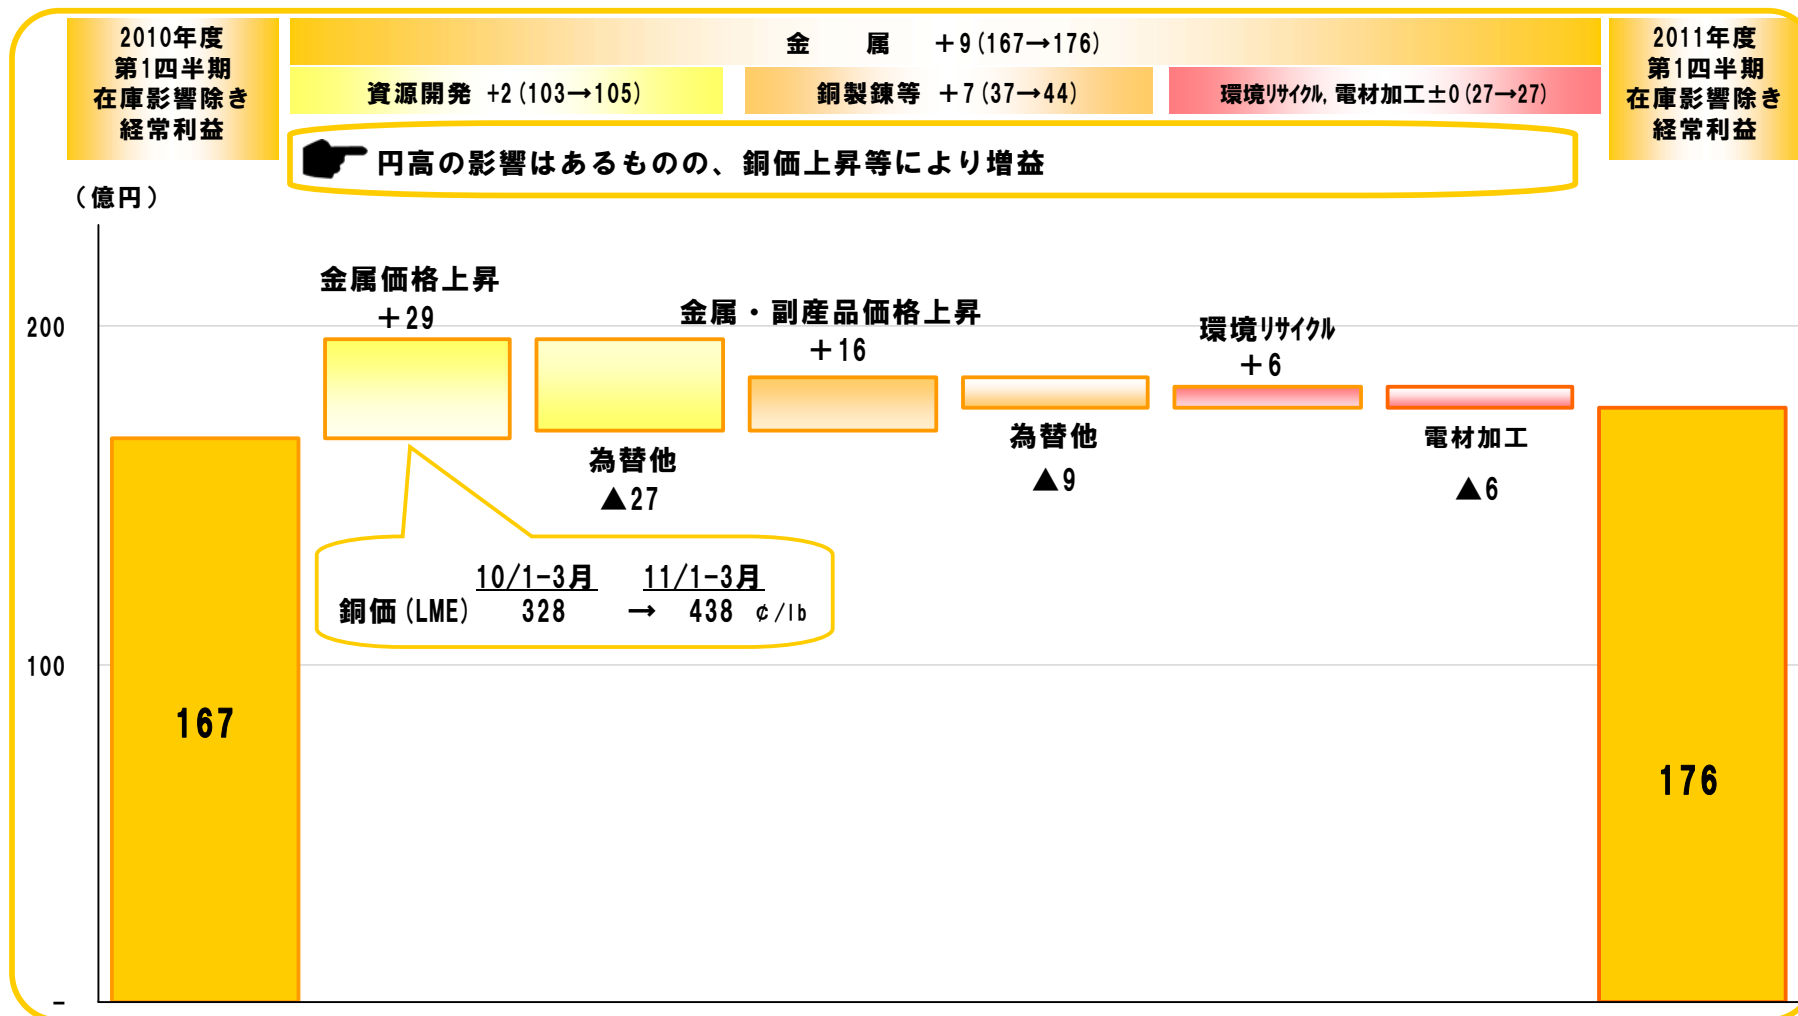 2010年度
第1四半期
在庫影響除き
経常利益
金　属　＋9(167→176)
資源開発 +2(103→105)
銅製錬等 ＋7(37→44)
環境ﾘｻｲｸﾙ,電材加工±0(27→27)
2011年度
第1四半期
在庫影響除き
経常利益
円高の影響はあるものの、銅価上昇等により増益
（億円）
200
100
-
金属価格上昇
＋29
為替他
▲27
金属・副産品価格上昇
＋16
為替他
▲9
環境ﾘｻｲｸﾙ
＋6
電材加工
▲6
10/1-3月　11/1-3月
銅価(LME)　328　→　438　¢/lb
167
176